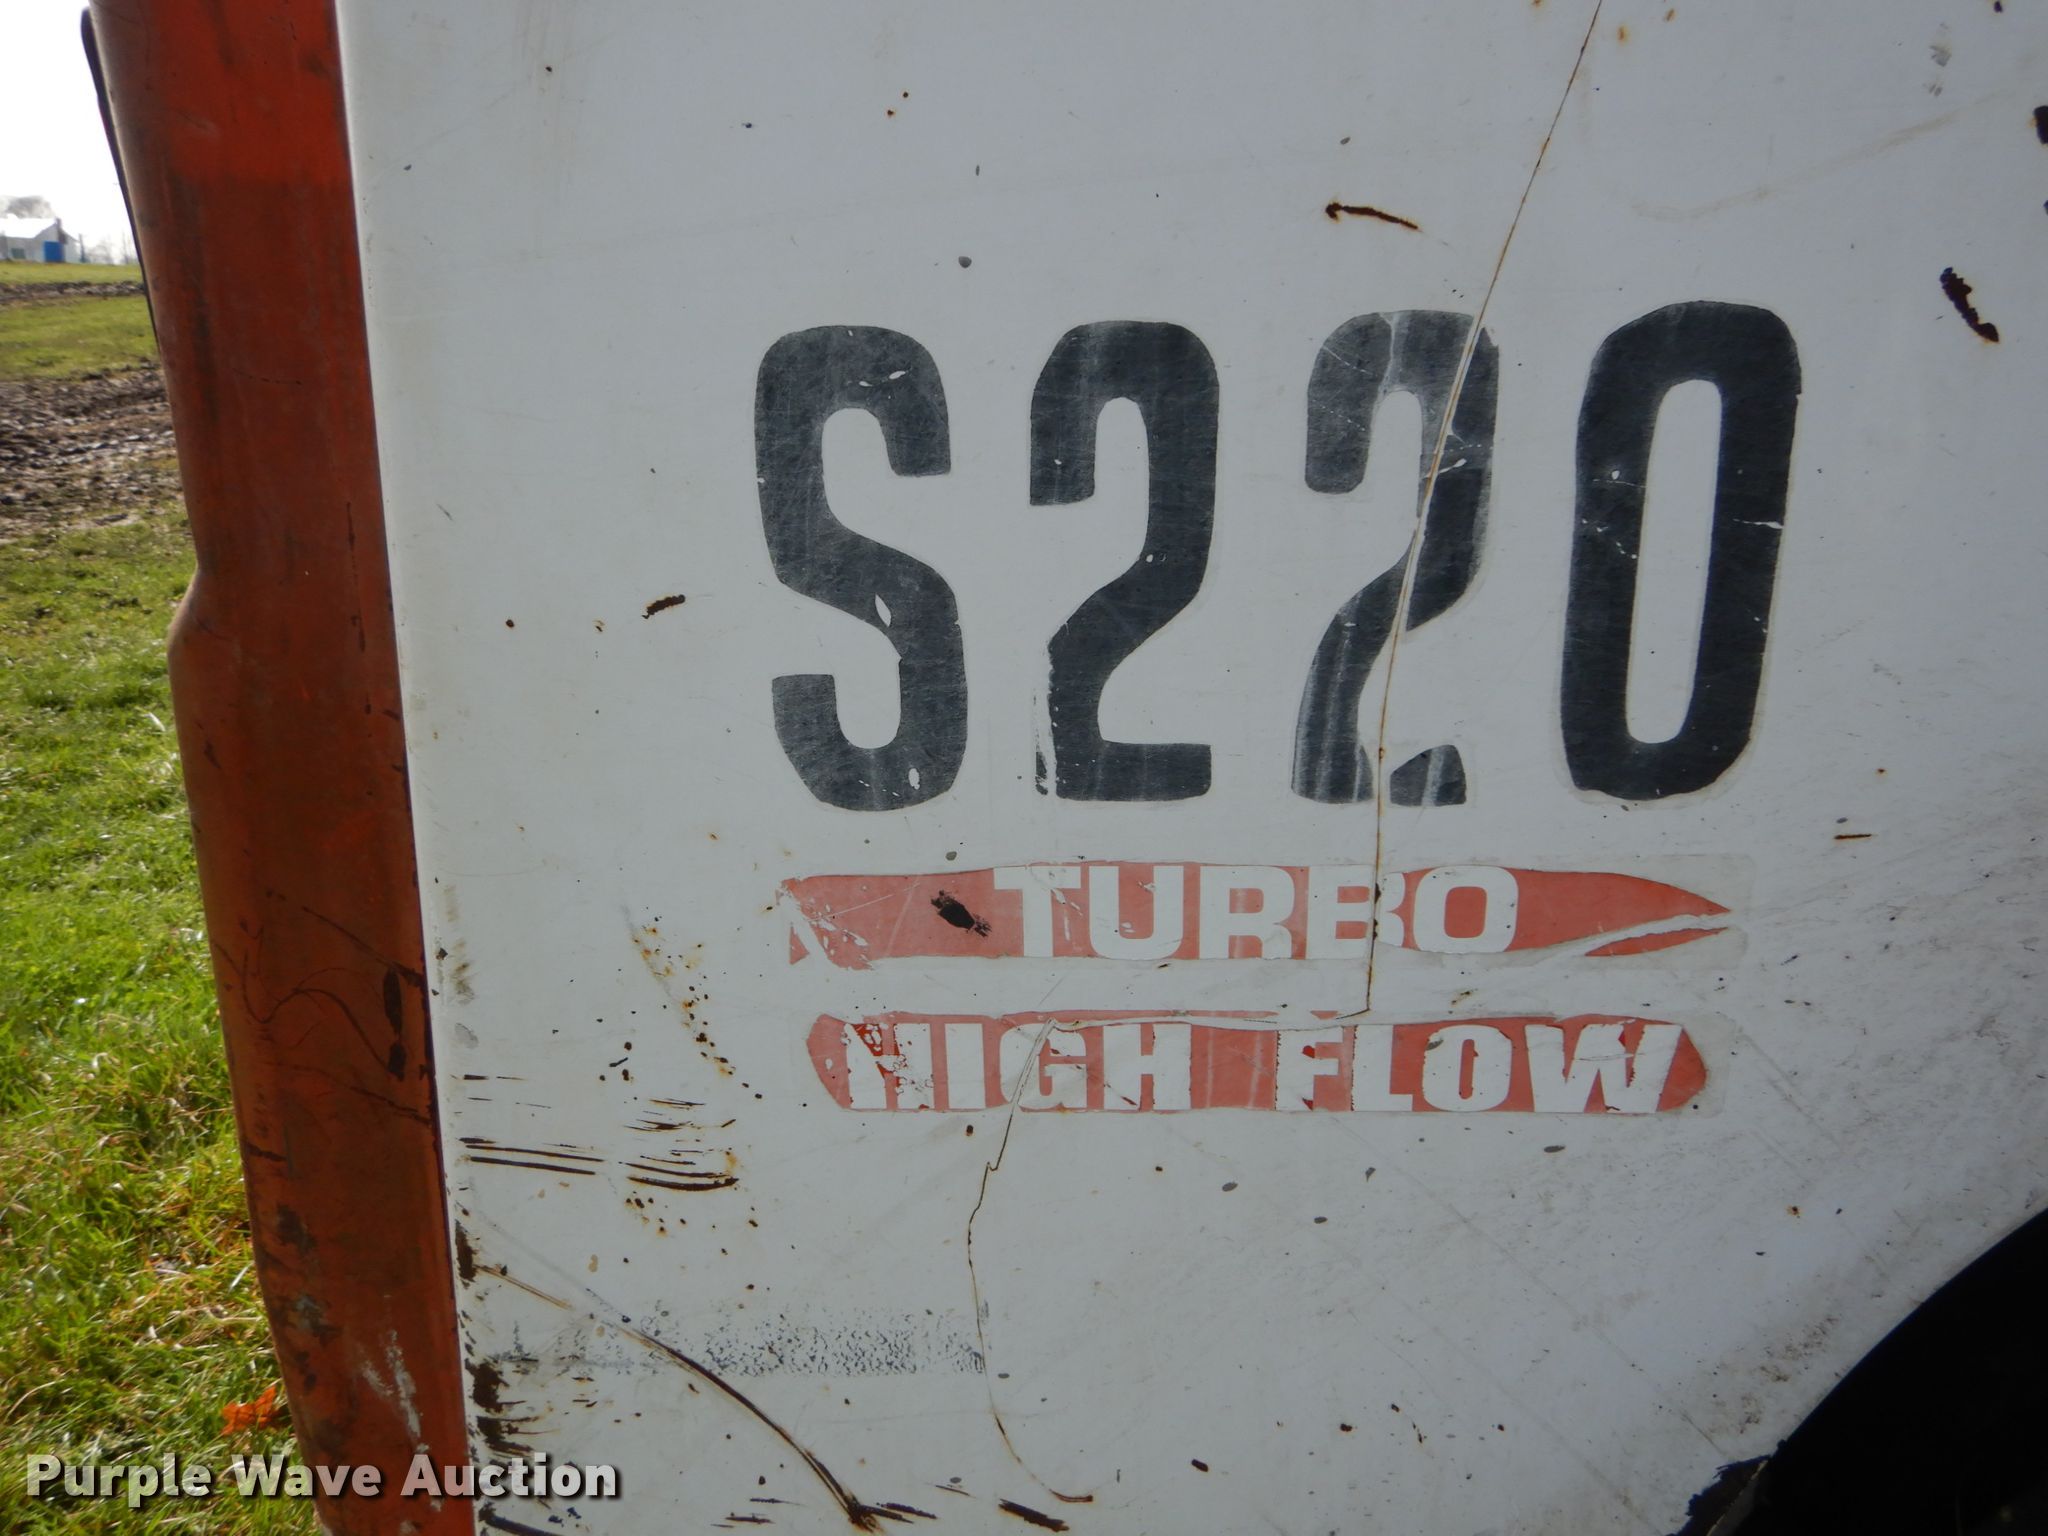 S220
TURBO
HIGH FLOW
Purple Wave Auction